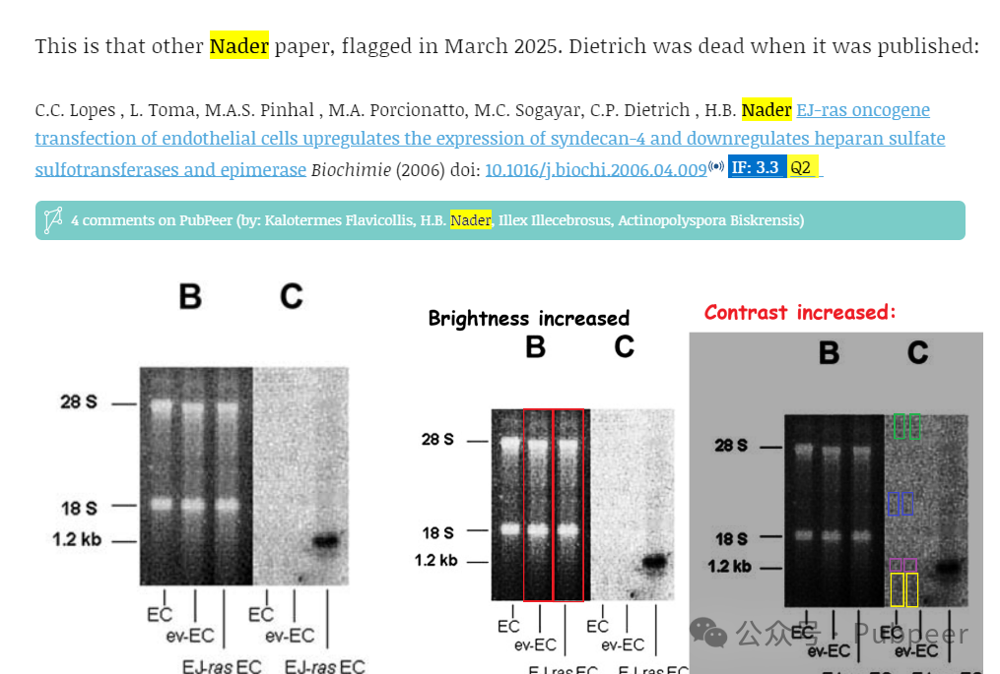 This is that other Nader paper, flagged in March 2025. Dietrich was dead when it was published:
C.C. Lopes , L. Toma, M.A.S. Pinhal , M.A. Porcionatto, M.C. Sogayar, C.P. Dietrich , H.B. Nader EJ-ras oncogene
transfection of endothelial cells upregulates the expression of syndecan-4 and downregulates heparan sulfate
sulfotransferases and epimerase Biochimie (2006) doi: 10.1016/j.biochi.2006.04.009 IF: 3.3 Q2
4 comments on PubPeer (by: Kalotermes Flavicollis, H.B. Nader, Illex Illecebrosus, Actinopolyspora Biskrensis)
B C
28 S
18 S
1.2 kb
EC EC
ev-EC ev-EC
EJ-ras EC EJ-ras EC
Brightness increased
B C
28 S
18 S
1.2 kb
EC EC
ev-EC ev-EC
EJ-ras EC EJ-ras EC
Contrast increased:
B C
28 S
18 S
1.2 kb
EC EC
ev-EC ev-EC
公众号 · Pubpeer